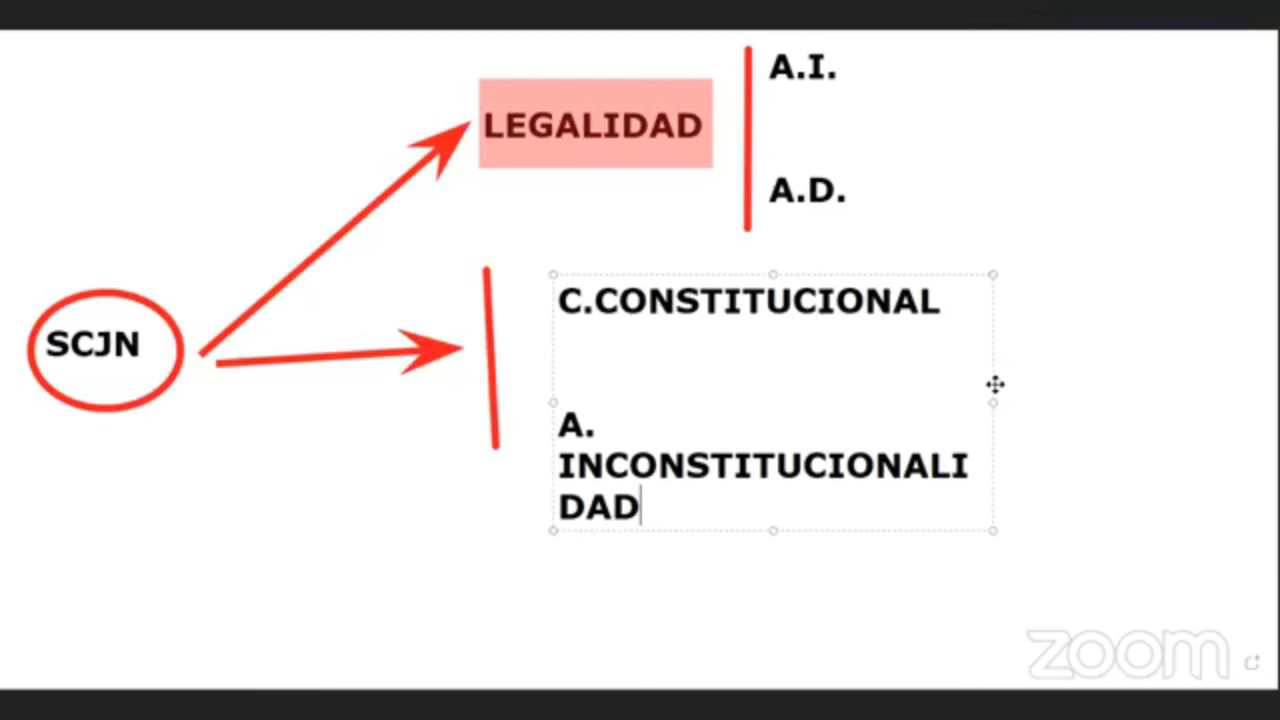 A.I.
LEGALIDAD
A.D.
C.CONSTITUCIONAL
SCJN
A.
INCONSTITUCIONALI
DAD
zoom